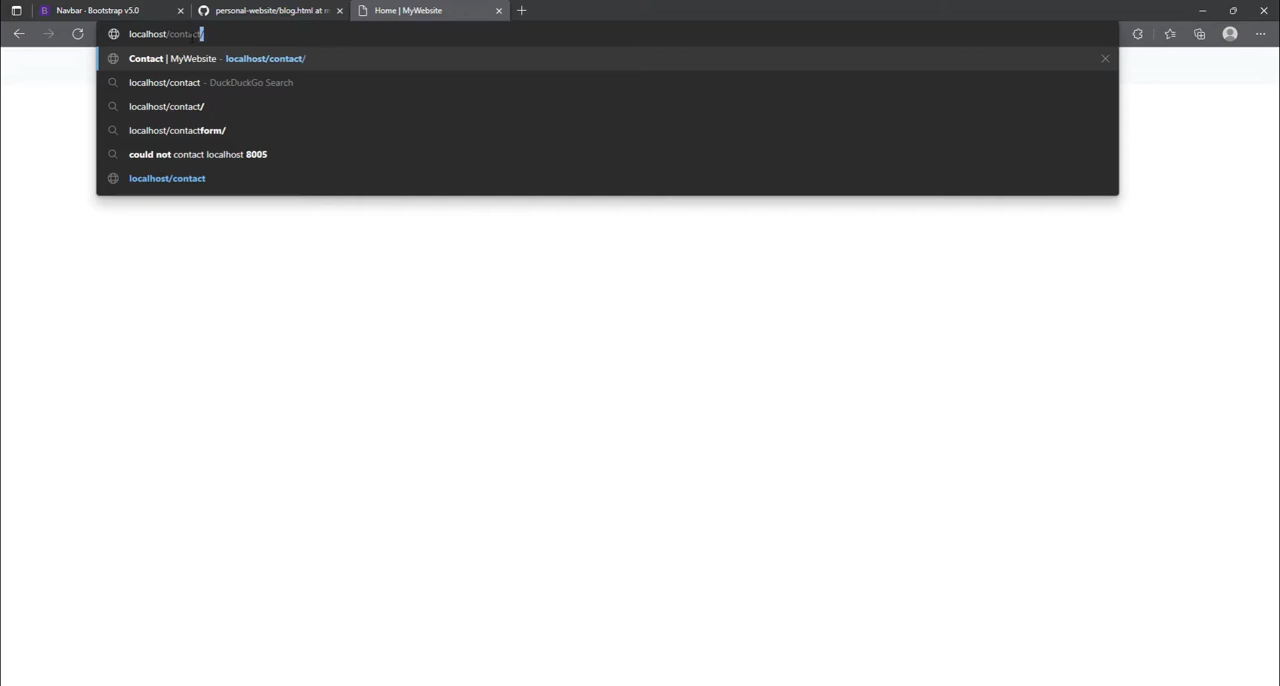 Navbar · Bootstrap v5.0
personal-website/blog.html at m
Home | MyWebsite
localhost/contact/
Contact | MyWebsite - localhost/contact/
localhost/contact - DuckDuckGo Search
localhost/contact/
localhost/contactform/
could not contact localhost 8005
localhost/contact